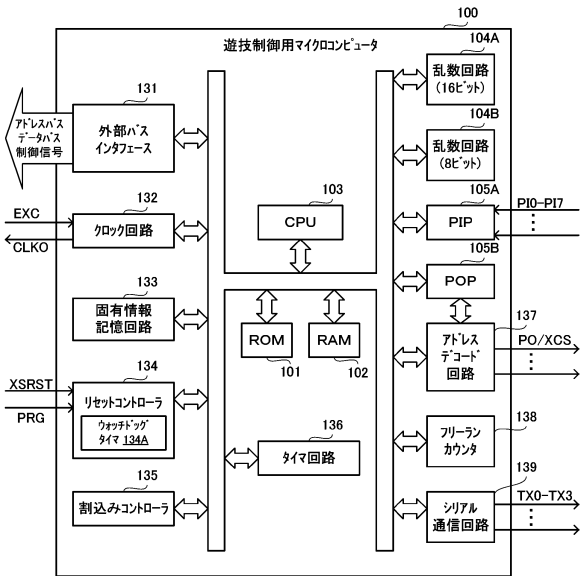 100
遊技制御用マイクロコンピュータ
131
外部バス
インタフェース
アドレスバス
データバス
制御信号
132
クロック回路
EXC
CLKO
133
固有情報
記憶回路
134
リセットコントローラ
ウォッチドッグ
タイマ 134A
XSRST
PRG
135
割込みコントローラ
103
CPU
ROM
101
RAM
102
136
タイマ回路
104A
乱数回路
(16ビット)
104B
乱数回路
(8ビット)
105A
PIP
PI0-PI7
105B
POP
137
アドレス
デコード
回路
PO/XCS
138
フリーラン
カウンタ
139
シリアル
通信回路
TX0-TX3